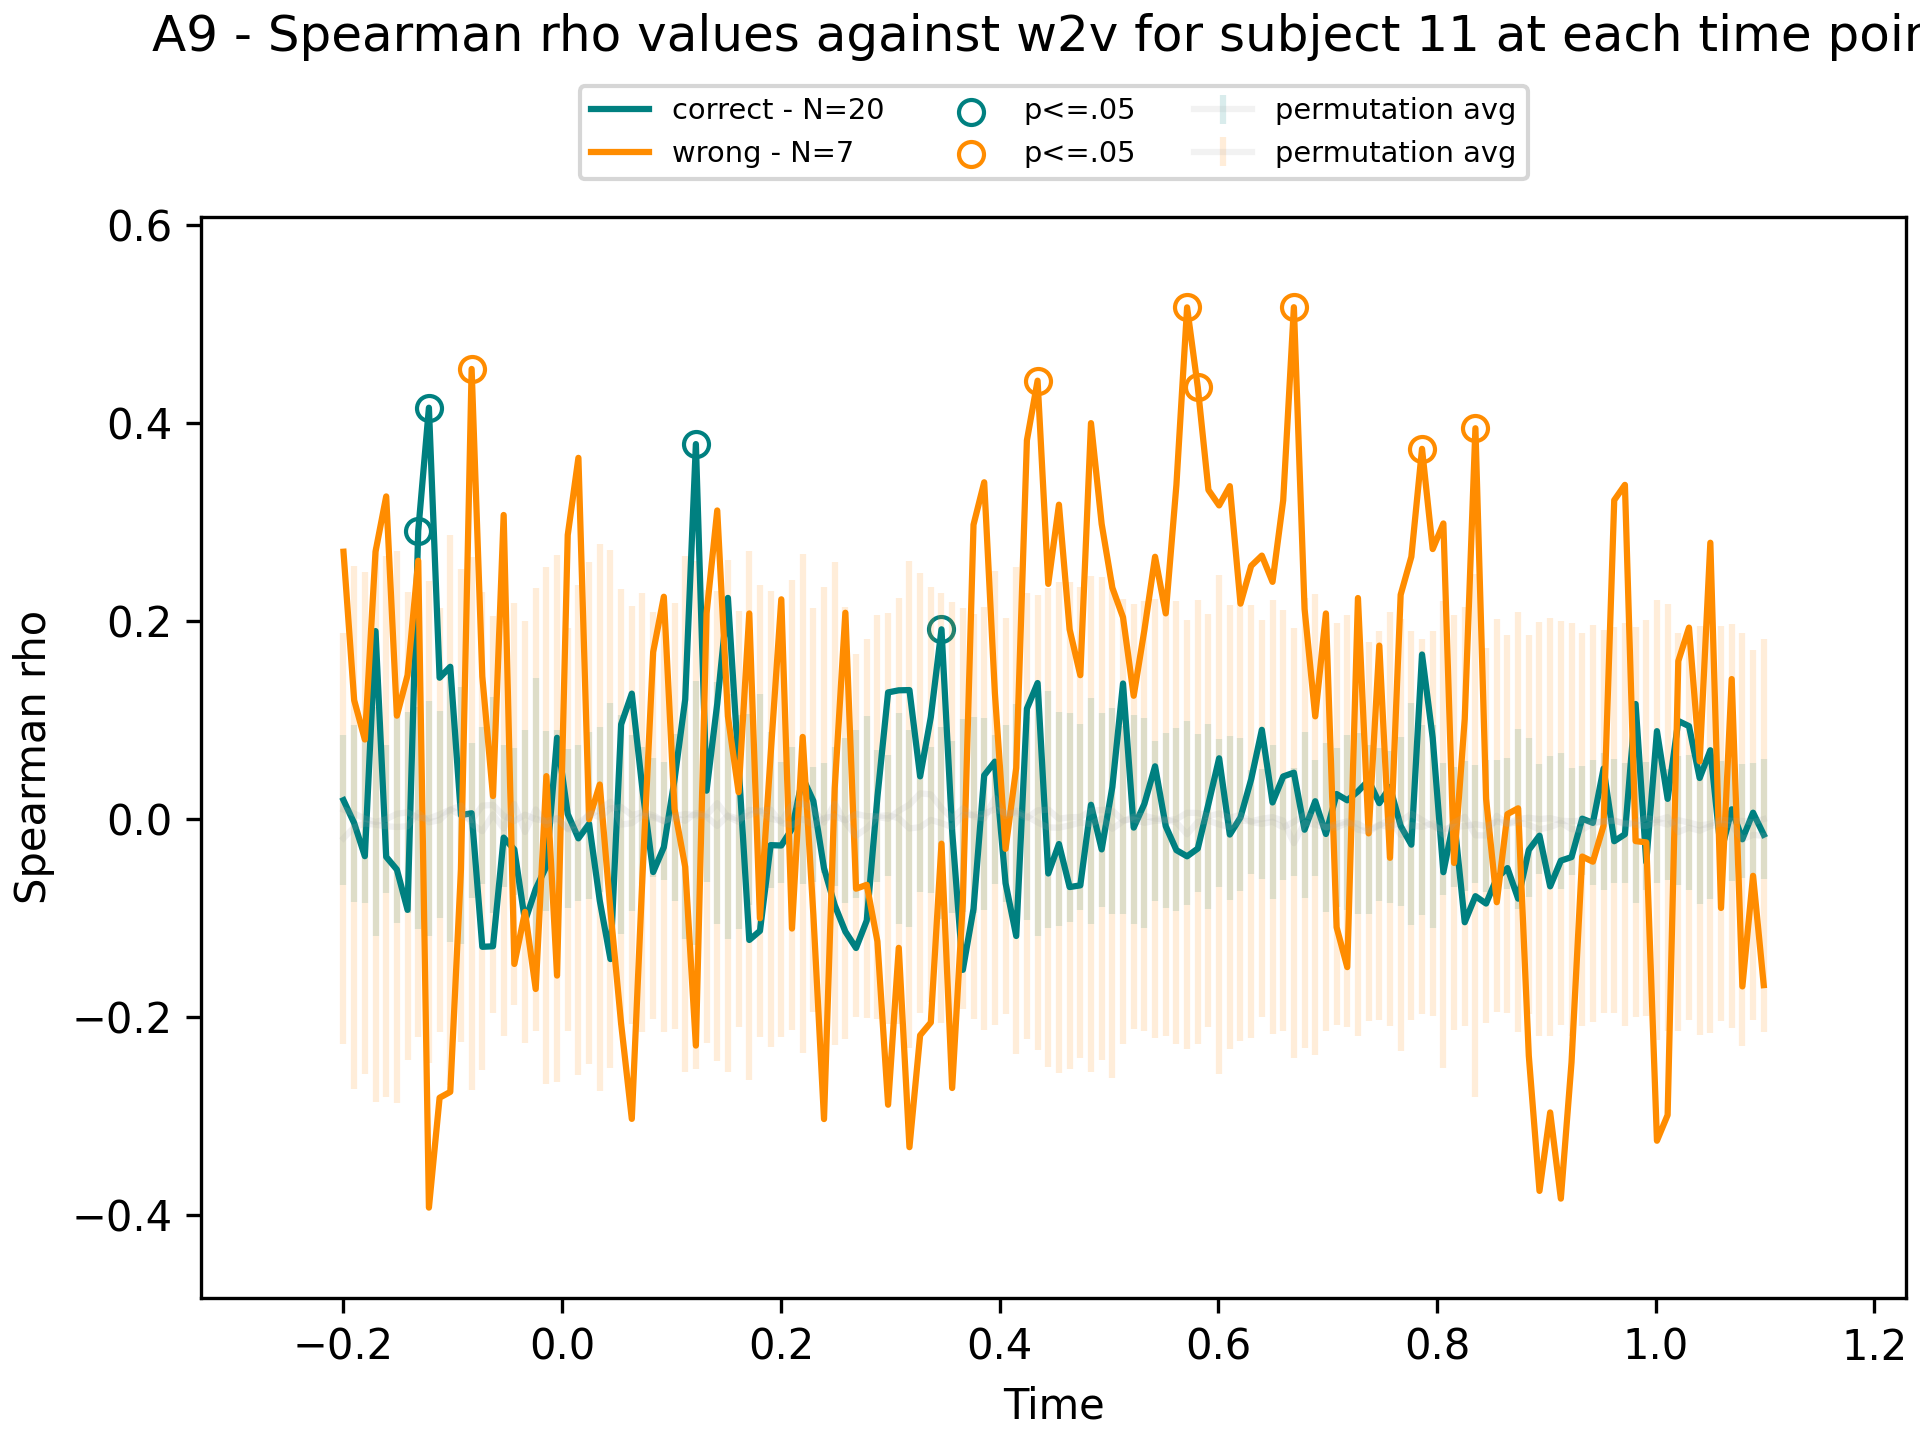 A9 - Spearman rho values against w2v for subject 11 at each time
correct - N=20 p<=.05 permutation avg
wrong - N=7 p<=.05 permutation avg
0.6
0.4
0.2
0.0
−0.2
−0.4
Spearman rho
−0.2 0.0 0.2 0.4 0.6 0.8 1.0 1.2
Time